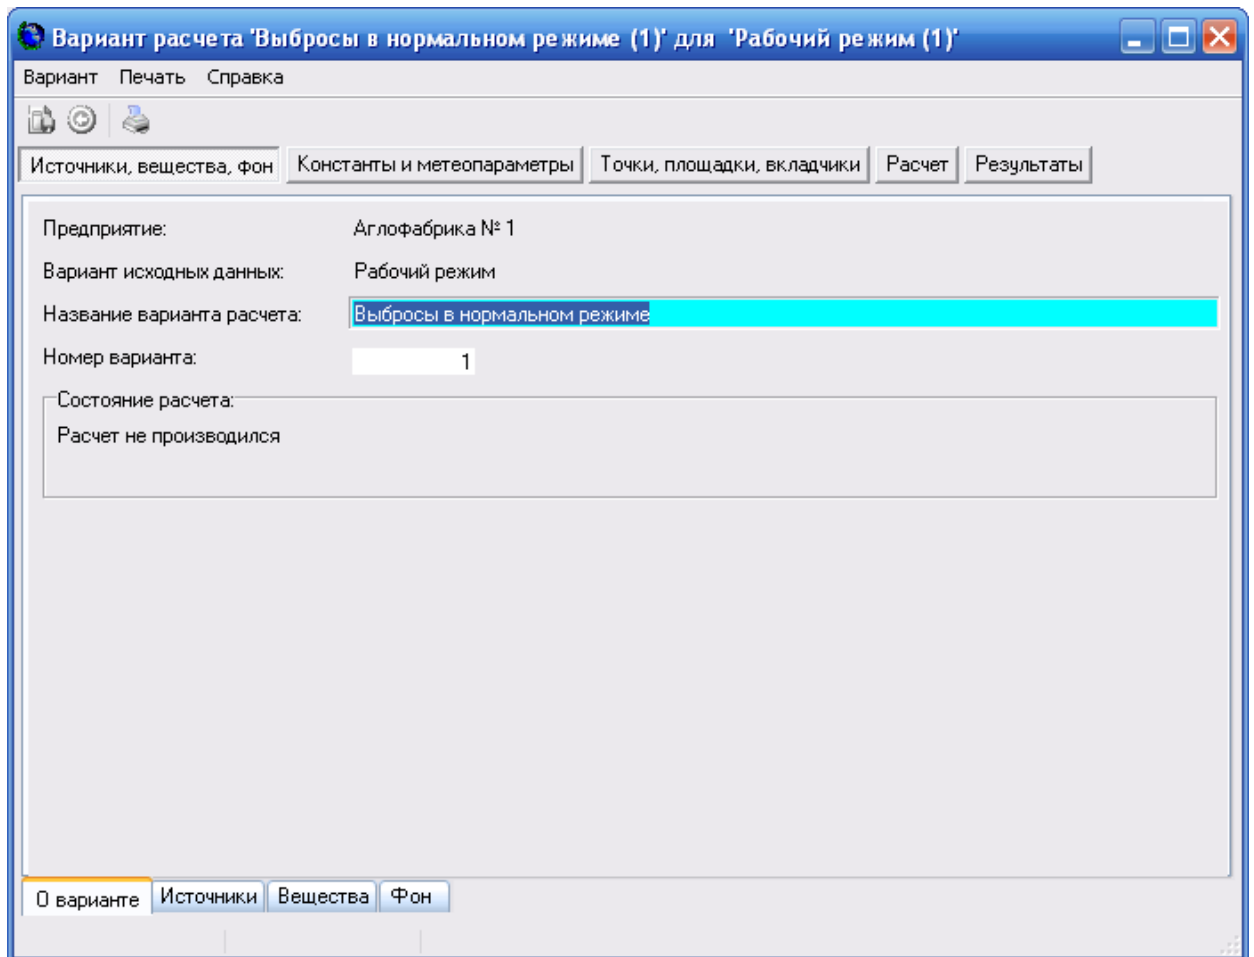 Вариант расчета 'Выбросы в нормальном режиме (1)' для 'Рабочий режим (1)'
Вариант Печать Справка
Источники, вещества, фон Константы и метеопараметры Точки, площадки, вкладчики Расчет Результаты
Предприятие: Аглофабрика № 1
Вариант исходных данных: Рабочий режим
Название варианта расчета: Выбросы в нормальном режиме
Номер варианта: 1
Состояние расчета:
Расчет не производился
О варианте Источники Вещества Фон